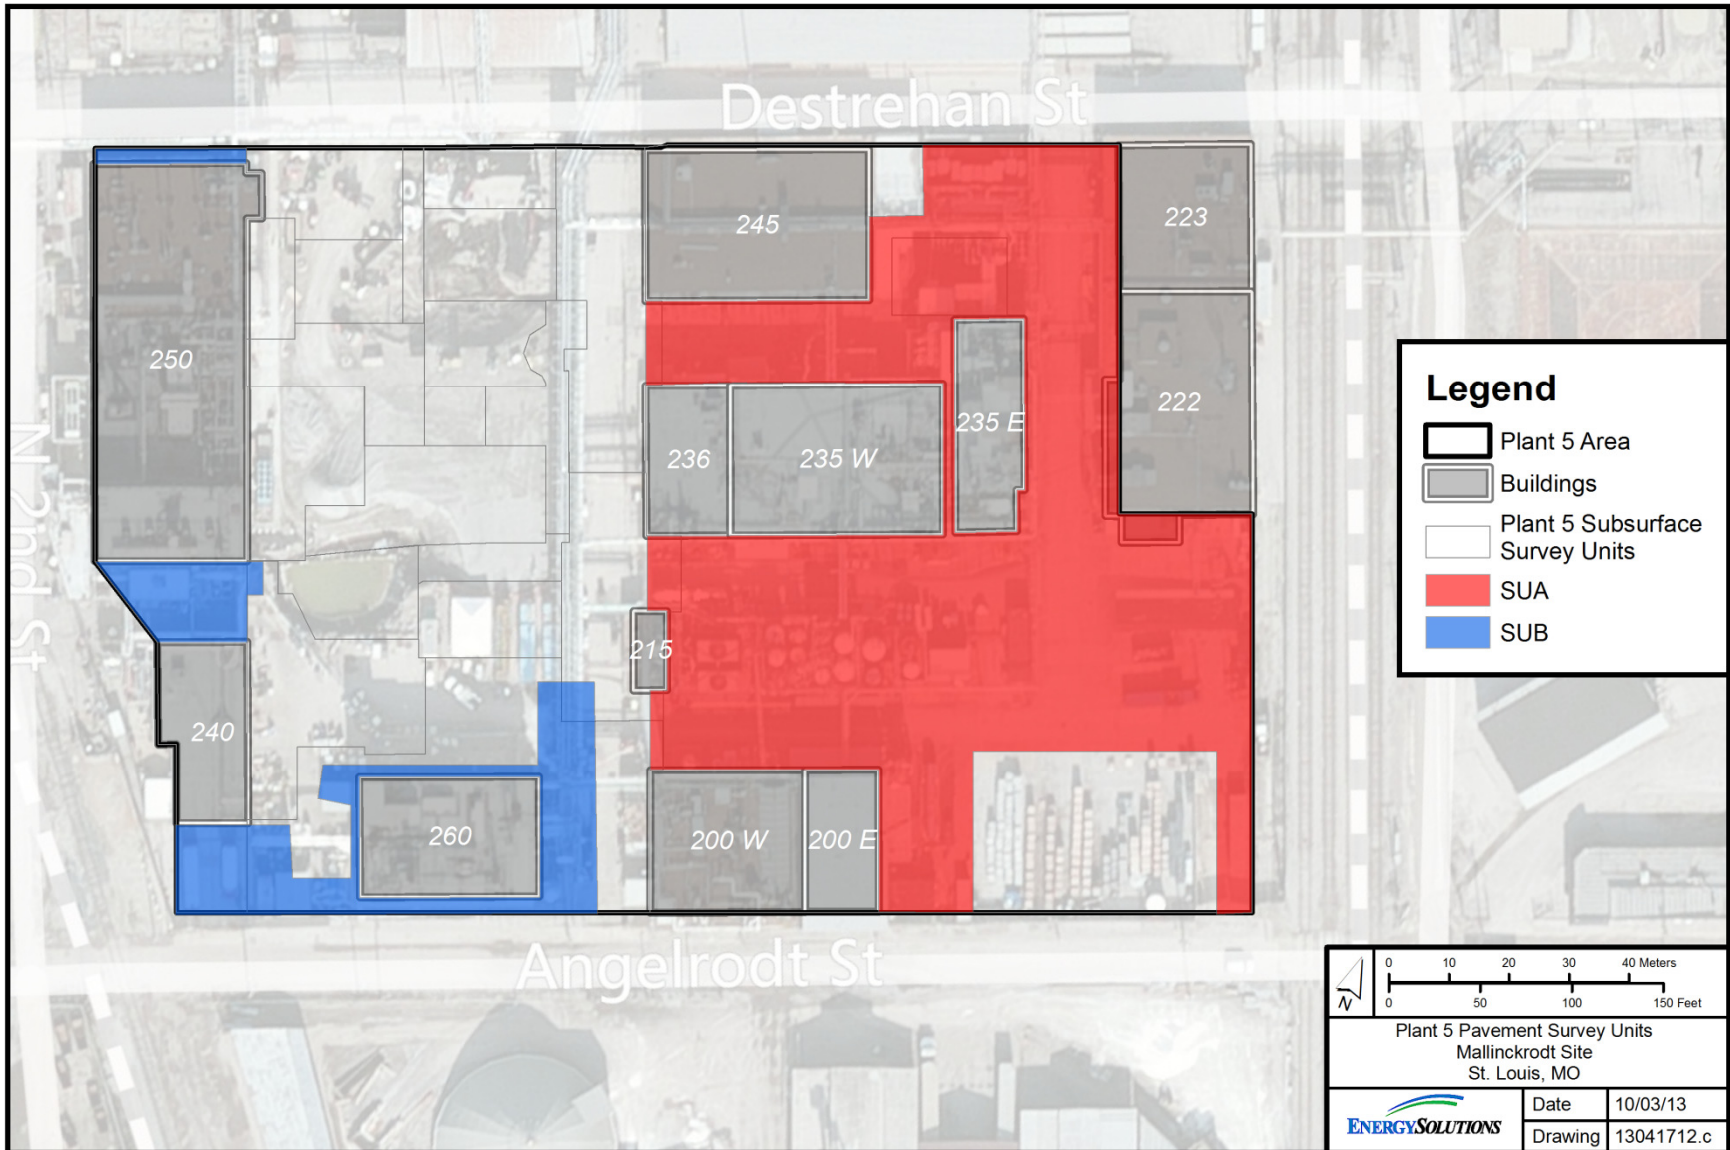 Destrehan St
245
223
250
222
235 E
236
235 W
N 2nd St
215
240
260
200 W
200 E
Angelrodt St
Legend
Plant 5 Area
Buildings
Plant 5 Subsurface
Survey Units
SUA
SUB
N
0 10 20 30 40 Meters
0 50 100 150 Feet
Plant 5 Pavement Survey Units
Mallinckrodt Site
St. Louis, MO
ENERGYSOLUTIONS
Date 10/03/13
Drawing 13041712.c